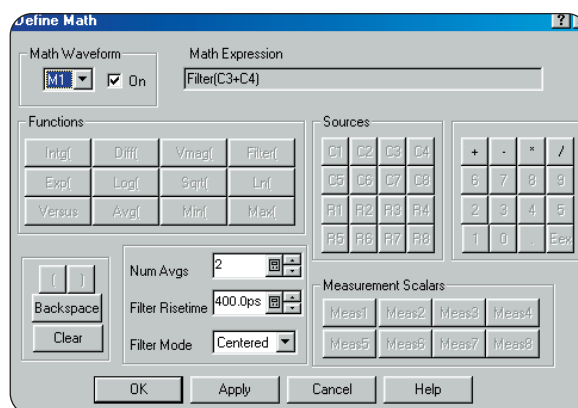 Define Math
Math Waveform
M1
On
Math Expression
Filter(C3+C4)
Functions
Intg( Diff( Vmag( Filter(
Exp( Log( Sqrt( Ln(
Versus Avg( Min( Max(
Sources
C1 C2 C3 C4
C5 C6 C7 C8
R1 R2 R3 R4
R5 R6 R7 R8
+ - * /
6 7 8 9
2 3 4 5
1 0 . Eex
( )
Backspace
Clear
Num Avgs 2
Filter Risetime 400.0ps
Filter Mode Centered
Measurement Scalars
Meas1 Meas2 Meas3 Meas4
Meas5 Meas6 Meas7 Meas8
OK Apply Cancel Help